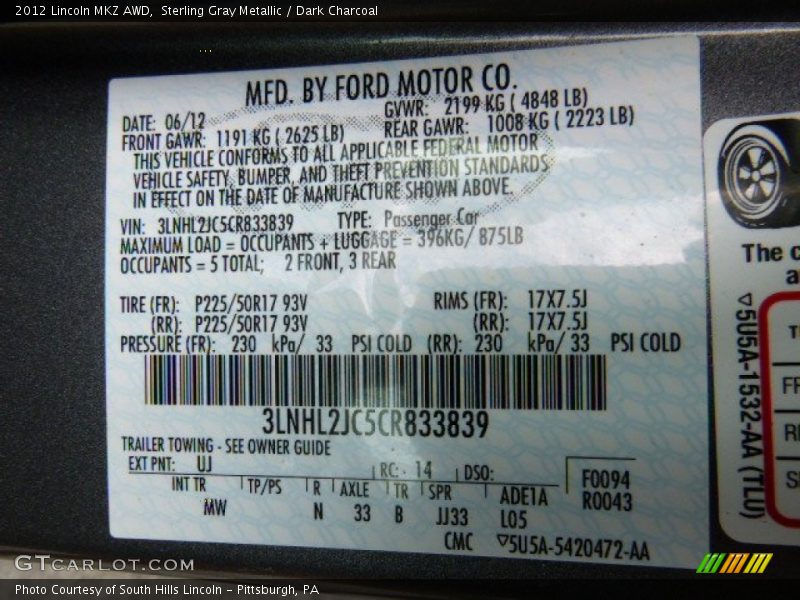 2012 Lincoln MKZ AWD,  Sterling Gray Metallic / Dark Charcoal
MFD. BY FORD MOTOR CO.
DATE: 06/12 GVWR: 2199 KG ( 4848 LB)
FRONT GAWR: 1191 KG ( 2625 LB) REAR GAWR: 1008 KG ( 2223 LB)
THIS VEHICLE CONFORMS TO ALL APPLICABLE FEDERAL MOTOR
VEHICLE SAFETY, BUMPER, AND THEFT PREVENTION STANDARDS
IN EFFECT ON THE DATE OF MANUFACTURE SHOWN ABOVE.
VIN: 3LNHL2JC5CR833839 TYPE: Passenger Car
MAXIMUM LOAD = OCCUPANTS + LUGGAGE = 396KG/ 875LB
OCCUPANTS = 5 TOTAL; 2 FRONT, 3 REAR
TIRE (FR): P225/50R17 93V RIMS (FR): 17X7.5J
(RR): P225/50R17 93V (RR): 17X7.5J
PRESSURE (FR): 230 kPa/ 33 PSI COLD (RR): 230 kPa/ 33 PSI COLD
3LNHL2JC5CR833839
TRAILER TOWING - SEE OWNER GUIDE
EXT PNT: UJ RC: 14 DSO: F0094
INT TR TP/PS R AXLE TR SPR ADE1A R0043
MW N 33 B JJ33 L05
CMC ▽5U5A-5420472-AA
The c
a
▽5U5A-1532-AA (TLU)
T
FR
R
S
GTCARLOT.COM
Photo Courtesy of South Hills Lincoln - Pittsburgh, PA